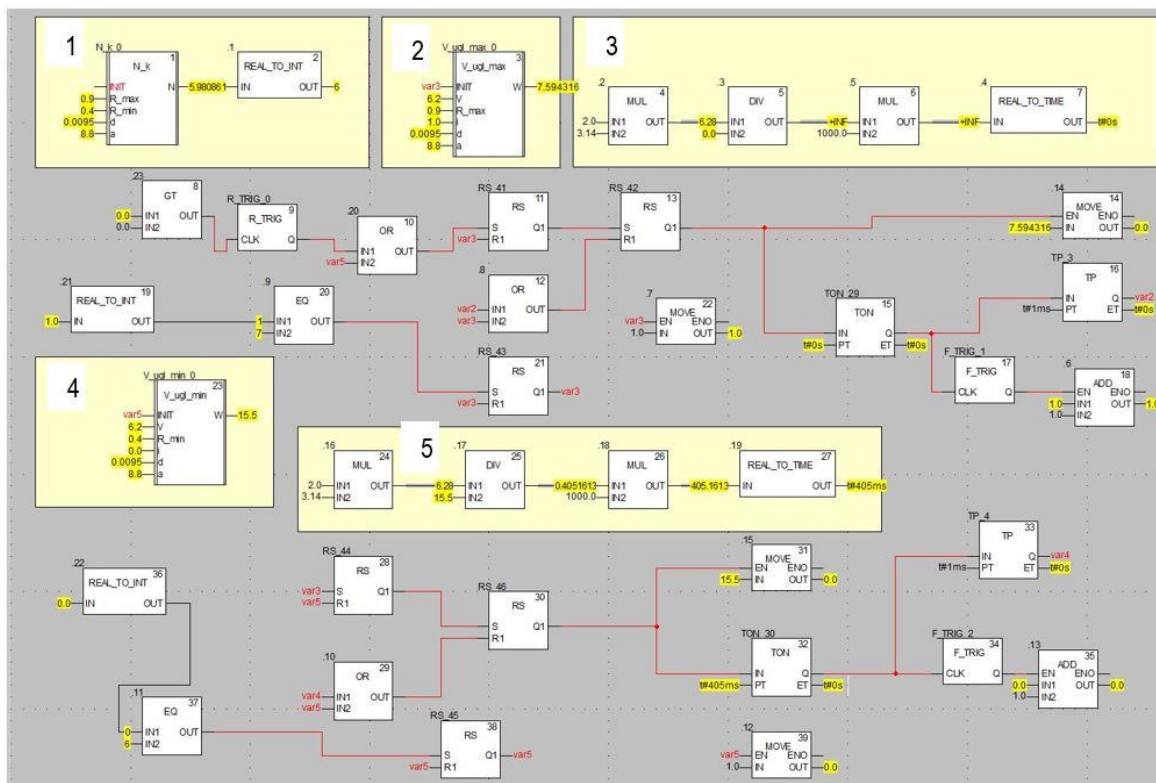 1
N_k_0
N_k 1
INIT N 5.980861
0.9 R_max
0.4 R_min
0.0095 d
8.8 a
.1
REAL_TO_INT 2
IN OUT 6
2
V_ugl_max_0
V_ugl_max 3
var3 INIT W 7.594316
6.2 V
0.9 R_max
1.0 i
0.0095 d
8.8 a
3
.2
MUL 4
2.0 IN1 OUT
3.14 IN2
.3
DIV 5
6.28 IN1 OUT
0.0 IN2
.5
MUL 6
+INF IN1 OUT
1000.0 IN2
.4
REAL_TO_TIME 7
+INF IN OUT t#0s
.23
GT 8
0.0 IN1 OUT
0.0 IN2
R_TRIG_0
R_TRIG 9
CLK Q
.20
OR 10
IN1 OUT
var5 IN2
RS_41
RS 11
S Q1
var3 R1
RS_42
RS 13
S Q1
R1
.14
MOVE 14
EN ENO
7.594316 IN OUT 0.0
.8
OR 12
var2 IN1 OUT
var3 IN2
TP_3
TP 16
IN Q var2
t#1ms PT ET t#0s
.21
REAL_TO_INT 19
1.0 IN OUT
.9
EQ 20
1 IN1 OUT
7 IN2
.7
MOVE 22
var3 EN ENO
1.0 IN OUT 1.0
TON_29
TON 15
IN Q
t#0s PT ET t#0s
F_TRIG_1
F_TRIG 17
CLK Q
.6
ADD 18
EN ENO
1.0 IN1 OUT 1.0
1.0 IN2
RS_43
RS 21
S Q1 var3
var3 R1
4
V_ugl_min_0
V_ugl_min 23
var5 INIT W 15.5
6.2 V
0.4 R_min
0.0 i
0.0095 d
8.8 a
5
.16
MUL 24
2.0 IN1 OUT
3.14 IN2
.17
DIV 25
6.28 IN1 OUT
15.5 IN2
.18
MUL 26
0.4051613 IN1 OUT
1000.0 IN2
.19
REAL_TO_TIME 27
405.1613 IN OUT t#405ms
TP_4
TP 33
IN Q var4
t#1ms PT ET t#0s
.22
REAL_TO_INT 36
0.0 IN OUT
RS_44
RS 28
var3 S Q1
var5 R1
RS_46
RS 30
S Q1
R1
.15
MOVE 31
EN ENO
15.5 IN OUT 0.0
.10
OR 29
var4 IN1 OUT
var5 IN2
TON_30
TON 32
IN Q
t#405ms PT ET t#0s
F_TRIG_2
F_TRIG 34
CLK Q
.13
ADD 35
EN ENO
0.0 IN1 OUT 0.0
1.0 IN2
.11
EQ 37
0 IN1 OUT
6 IN2
RS_45
RS 38
S Q1 var5
var5 R1
.12
MOVE 39
var5 EN ENO
1.0 IN OUT 0.0